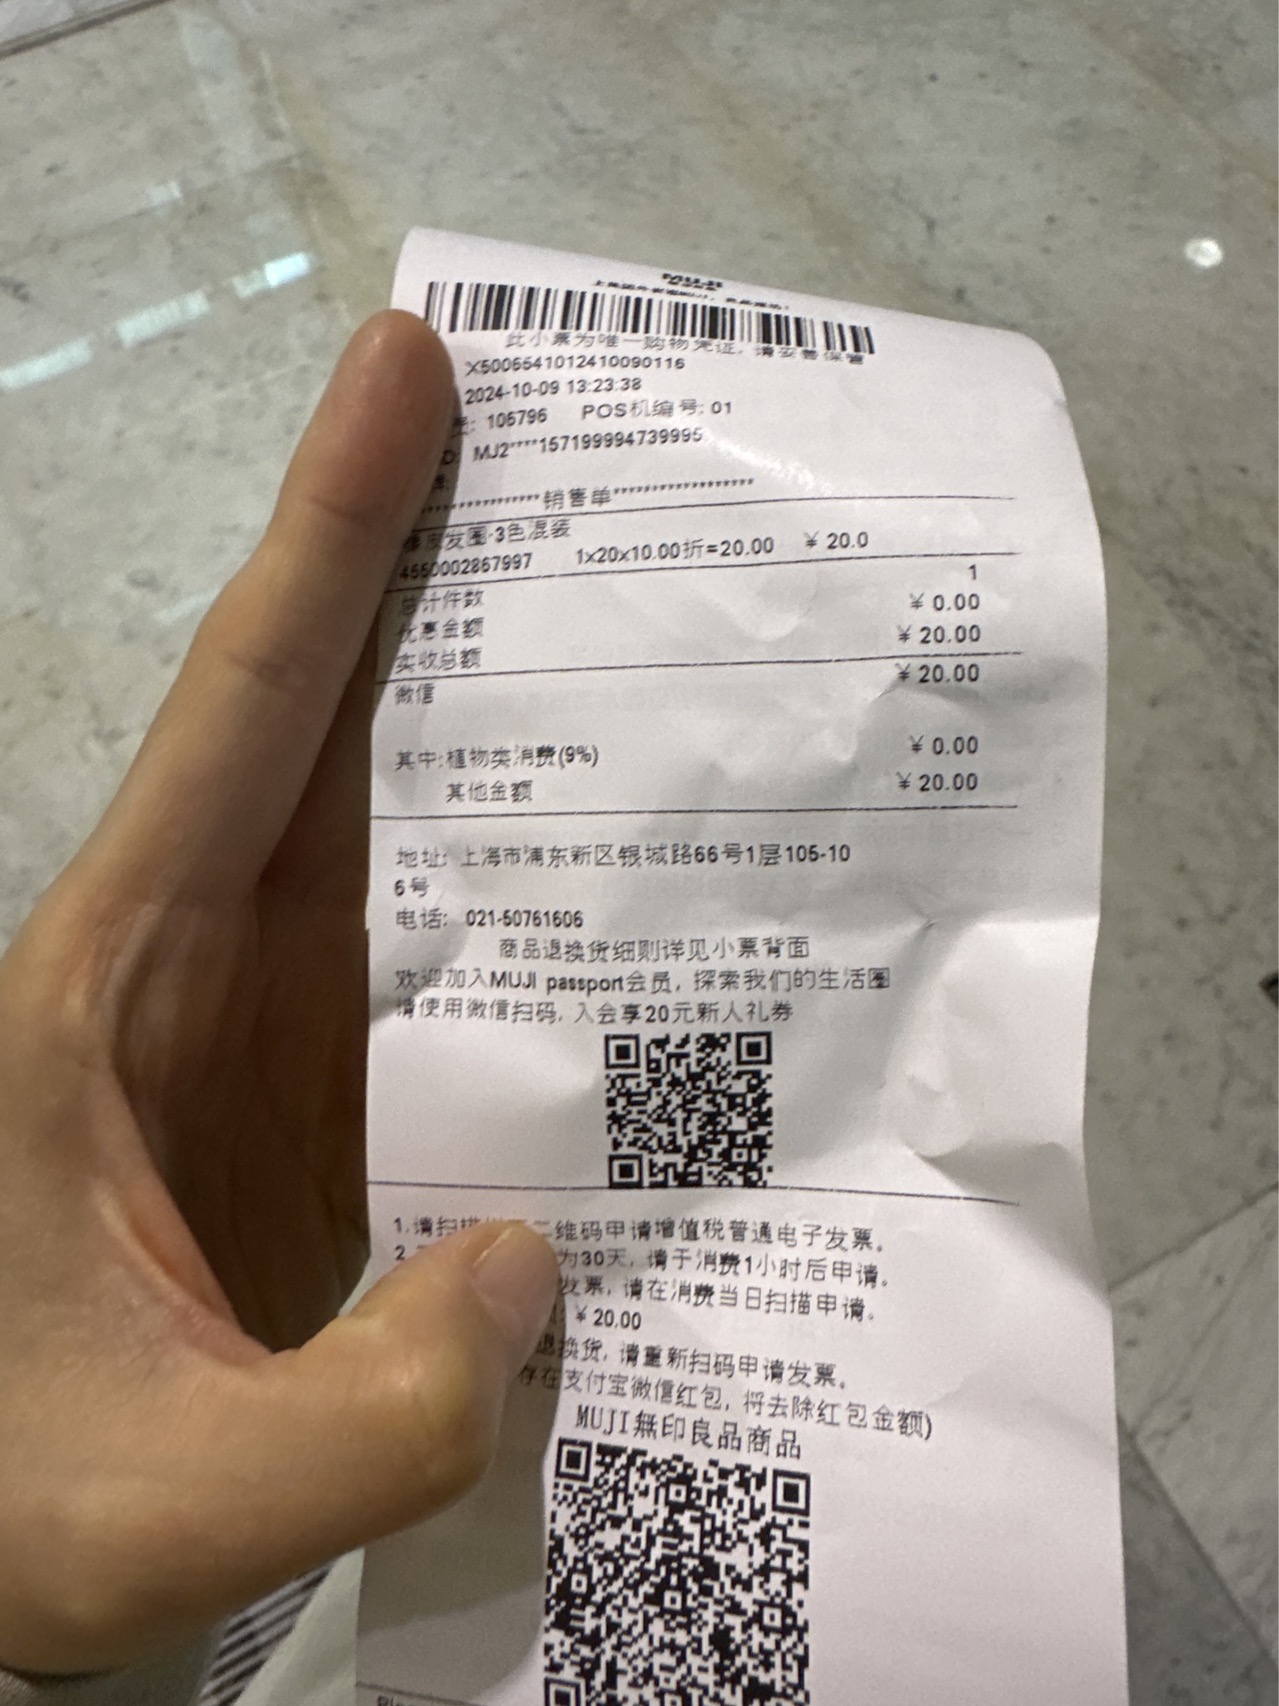 MUJI
此小票为唯一购物凭证，请妥善保管
X5006541012410090116
2024-10-09 13:23:38
106796 POS机编号: 01
D: MJ2****157199994739995
销售单
发圈·3色混装
4550002867997 1x20x10.00折=20.00 ¥ 20.0
总计件数 1
优惠金额 ¥ 0.00
实收总额 ¥ 20.00
微信 ¥ 20.00
其中:植物类消费(9%) ¥ 0.00
其他金额 ¥ 20.00
地址: 上海市浦东新区银城路66号1层105-10
6号
电话: 021-50761606
商品退换货细则详见小票背面
欢迎加入MUJI passport会员，探索我们的生活圈
请使用微信扫码, 入会享20元新人礼券
1.请扫描 二维码申请增值税普通电子发票。
2 为30天, 请于消费1小时后申请。
发票, 请在消费当日扫描申请。
: ¥ 20.00
退换货, 请重新扫码申请发票。
存在支付宝微信红包, 将去除红包金额)
MUJI無印良品商品